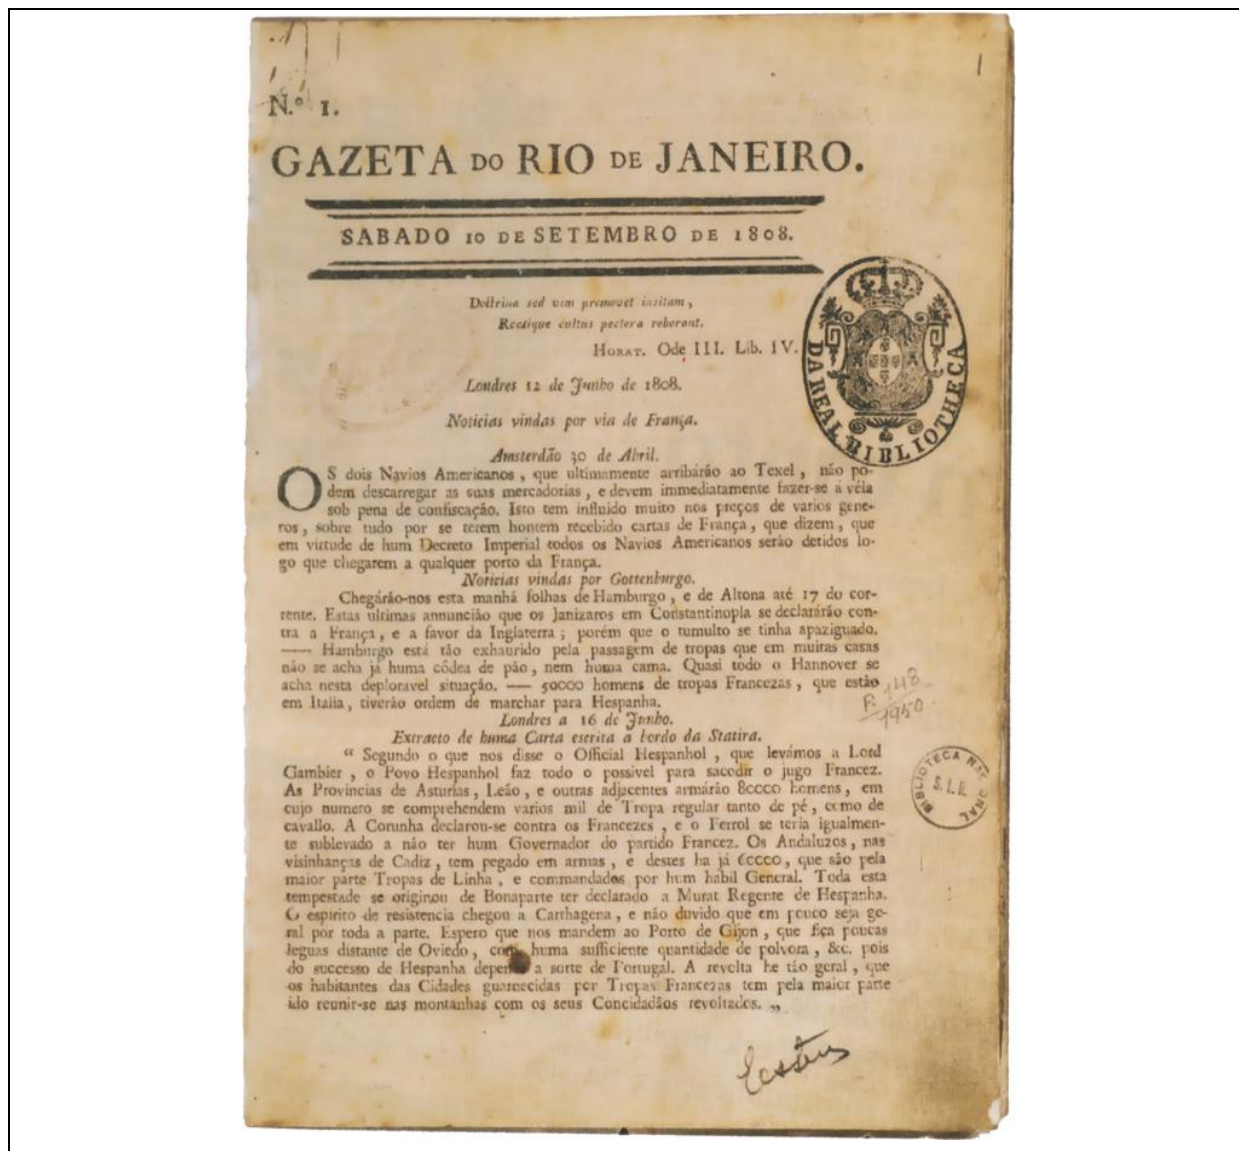 1
N.º 1.
GAZETA DO RIO DE JANEIRO.
SABADO 10 DE SETEMBRO DE 1808.
Doctrina sed vim promovet insitam,
Rectique cultus pectora roborant.
HORAT. Ode III. Lib. IV.
DA REAL BIBLIOTHECA
Londres 12 de Junho de 1808.
Noticias vindas por via de França.
Amsterdão 30 de Abril.
OS dois Navios Americanos, que ultimamente arribárão ao Texel, não po-
dem descarregar as suas mercadorias, e devem immediatamente fazer-se á véla
sob pena de confiscação. Isto tem influido muito nos preços de varios gene-
ros, sobre tudo por se terem hontem recebido cartas de França, que dizem, que
em virtude de hum Decreto Imperial todos os Navios Americanos serão detidos lo-
go que chegarem a qualquer porto da França.
Noticias vindas por Gottenburgo.
Chegárão-nos esta manhã folhas de Hamburgo, e de Altona até 17 do cor-
rente. Estas ultimas annuncião que os Janizaros em Constantinopla se declarárão con-
tra a França, e a favor da Inglaterra; porém que o tumulto se tinha apaziguado.
—— Hamburgo está tão exhaurido pela passagem de tropas que em muitas casas
não se acha já huma côdea de pão, nem huma cama. Quasi todo o Hannover se
acha nesta deploravel situação. —— 50000 homens de tropas Francezas, que estão
em Italia, tiverão ordem de marchar para Hespanha.
P. 148
1950
Londres a 16 de Junho.
Extracto de huma Carta escrita a bordo da Statira.
“ Segundo o que nos disse o Official Hespanhol, que levámos a Lord
Gambier, o Povo Hespanhol faz todo o possivel para sacodir o jugo Francez.
As Provincias de Asturias, Leão, e outras adjacentes armárão 80000 homens, em
cujo numero se comprehendem varios mil de Tropa regular tanto de pé, como de
cavallo. A Corunha declarou-se contra os Francezes, e o Ferrol se teria igualmen-
te sublevado a não ter hum Governador do partido Francez. Os Andaluzos, nas
visinhanças de Cadiz, tem pegado em armas, e destes ha já 60000, que são pela
maior parte Tropas de Linha, e commandados por hum habil General. Toda esta
tempestade se originou de Bonaparte ter declarado a Murat Regente de Hespanha.
O espirito de resistencia chegou a Carthagena, e não duvido que em pouco seja ge-
ral por toda a parte. Espero que nos mandem ao Porto de Gijon, que fica poucas
leguas distante de Oviedo, com huma sufficiente quantidade de polvora, &c. pois
do successo de Hespanha depende a sorte de Portugal. A revolta he tão geral, que
os habitantes das Cidades guarnecidas por Tropas Francezas tem pela maior parte
ido reunir-se nas montanhas com os seus Concidadãos revoltados. „
BIBLIOTECA NACIONAL